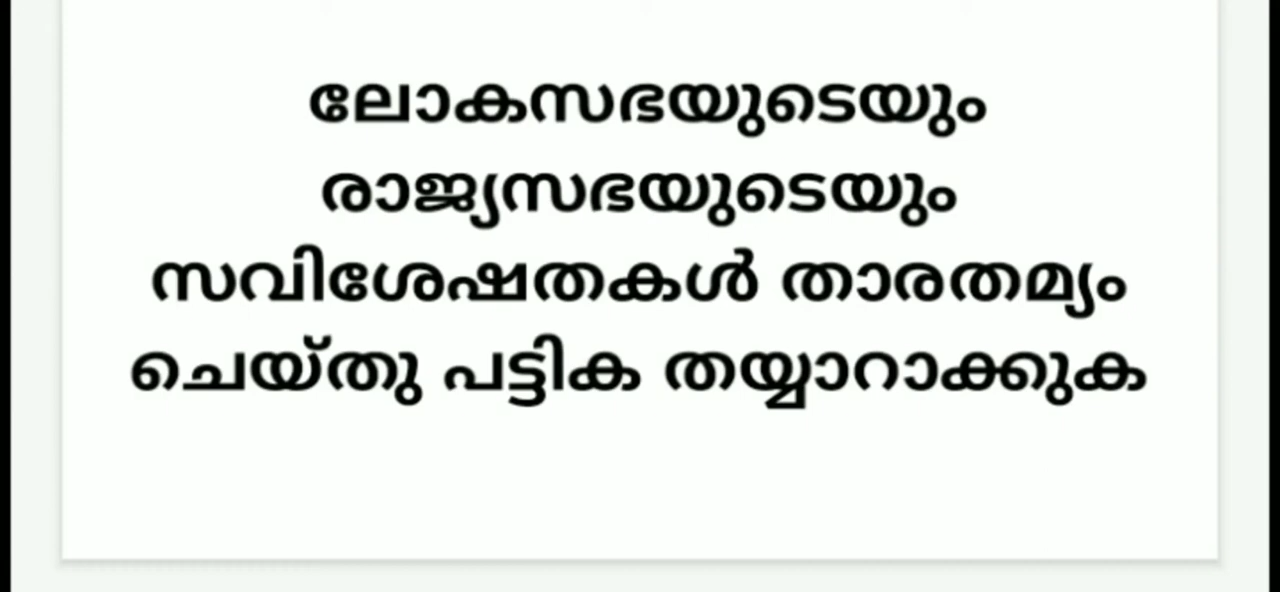 ലോകസഭയുടെയും
രാജ്യസഭയുടെയും
സവിശേഷതകൾ താരതമ്യം
ചെയ്തു പട്ടിക തയ്യാറാക്കുക